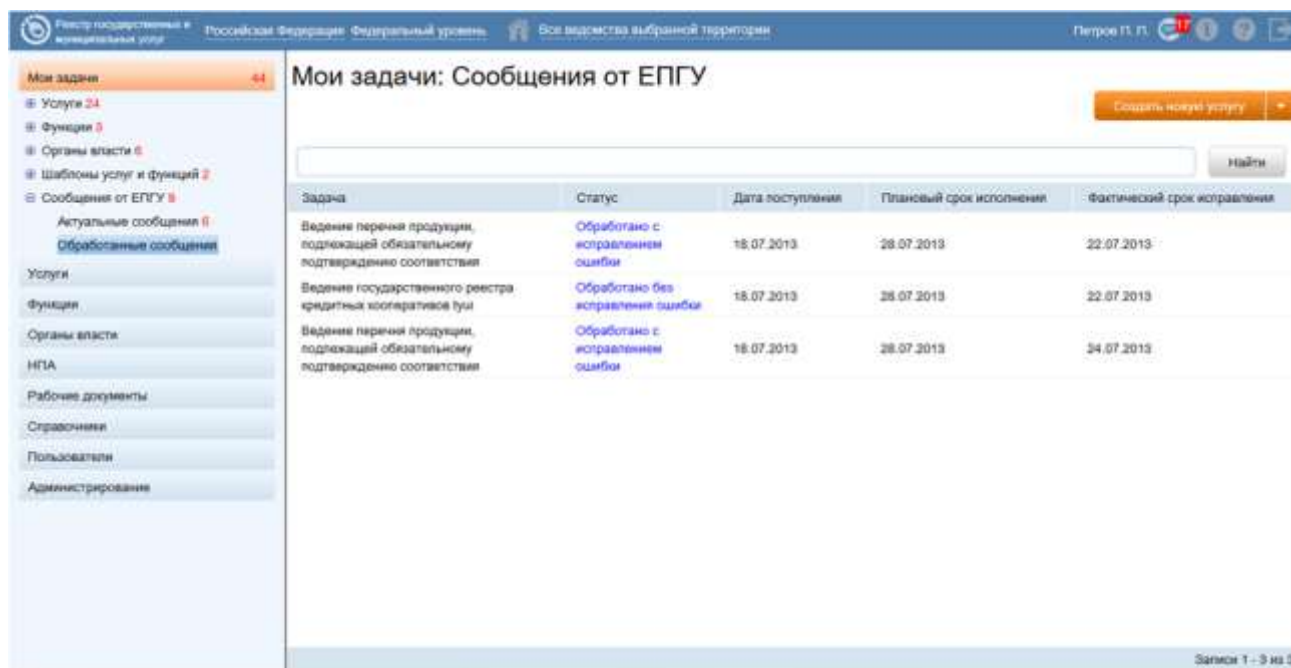 Реестр государственных и
муниципальных услуг
Российская Федерация Федеральный уровень
Все ведомства выбранной территории
Петров П. П.
17
Мои задачи 44
Услуги 24
Функции 3
Органы власти 6
Шаблоны услуг и функций 2
Сообщения от ЕПГУ 9
Актуальные сообщения 6
Обработанные сообщения
Услуги
Функции
Органы власти
НПА
Рабочие документы
Справочники
Пользователи
Администрирование
Мои задачи: Сообщения от ЕПГУ
Создать новую услугу
Найти
Задача Статус Дата поступления Плановый срок исполнения Фактический срок исправления
Ведение перечня продукции,
подлежащей обязательному
подтверждению соответствия
Обработано с
исправлением
ошибки
18.07.2013 28.07.2013 22.07.2013
Ведение государственного реестра
кредитных кооперативов
Обработано без
исправления ошибки
18.07.2013 28.07.2013 22.07.2013
Ведение перечня продукции,
подлежащей обязательному
подтверждению соответствия
Обработано с
исправлением
ошибки
18.07.2013 28.07.2013 24.07.2013
Записи 1 - 3 из 3